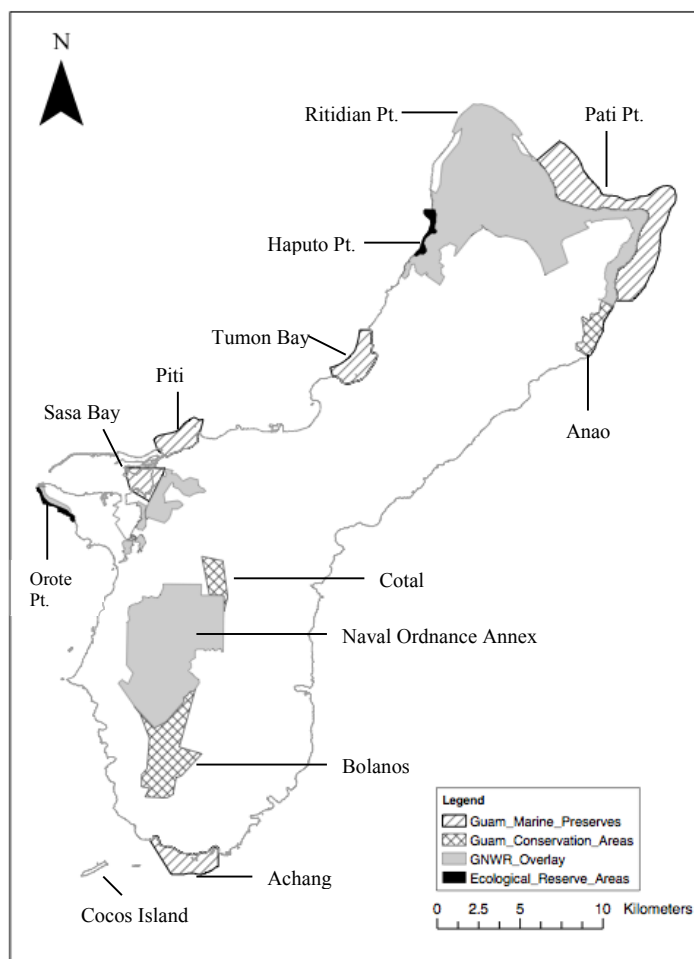 N
Ritidian Pt.
Pati Pt.
Haputo Pt.
Tumon Bay
Piti
Sasa Bay
Anao
Orote
Pt.
Cotal
Naval Ordnance Annex
Bolanos
Achang
Cocos Island
Legend
Guam_Marine_Preserves
Guam_Conservation_Areas
GNWR_Overlay
Ecological_Reserve_Areas
0 2.5 5 10 Kilometers